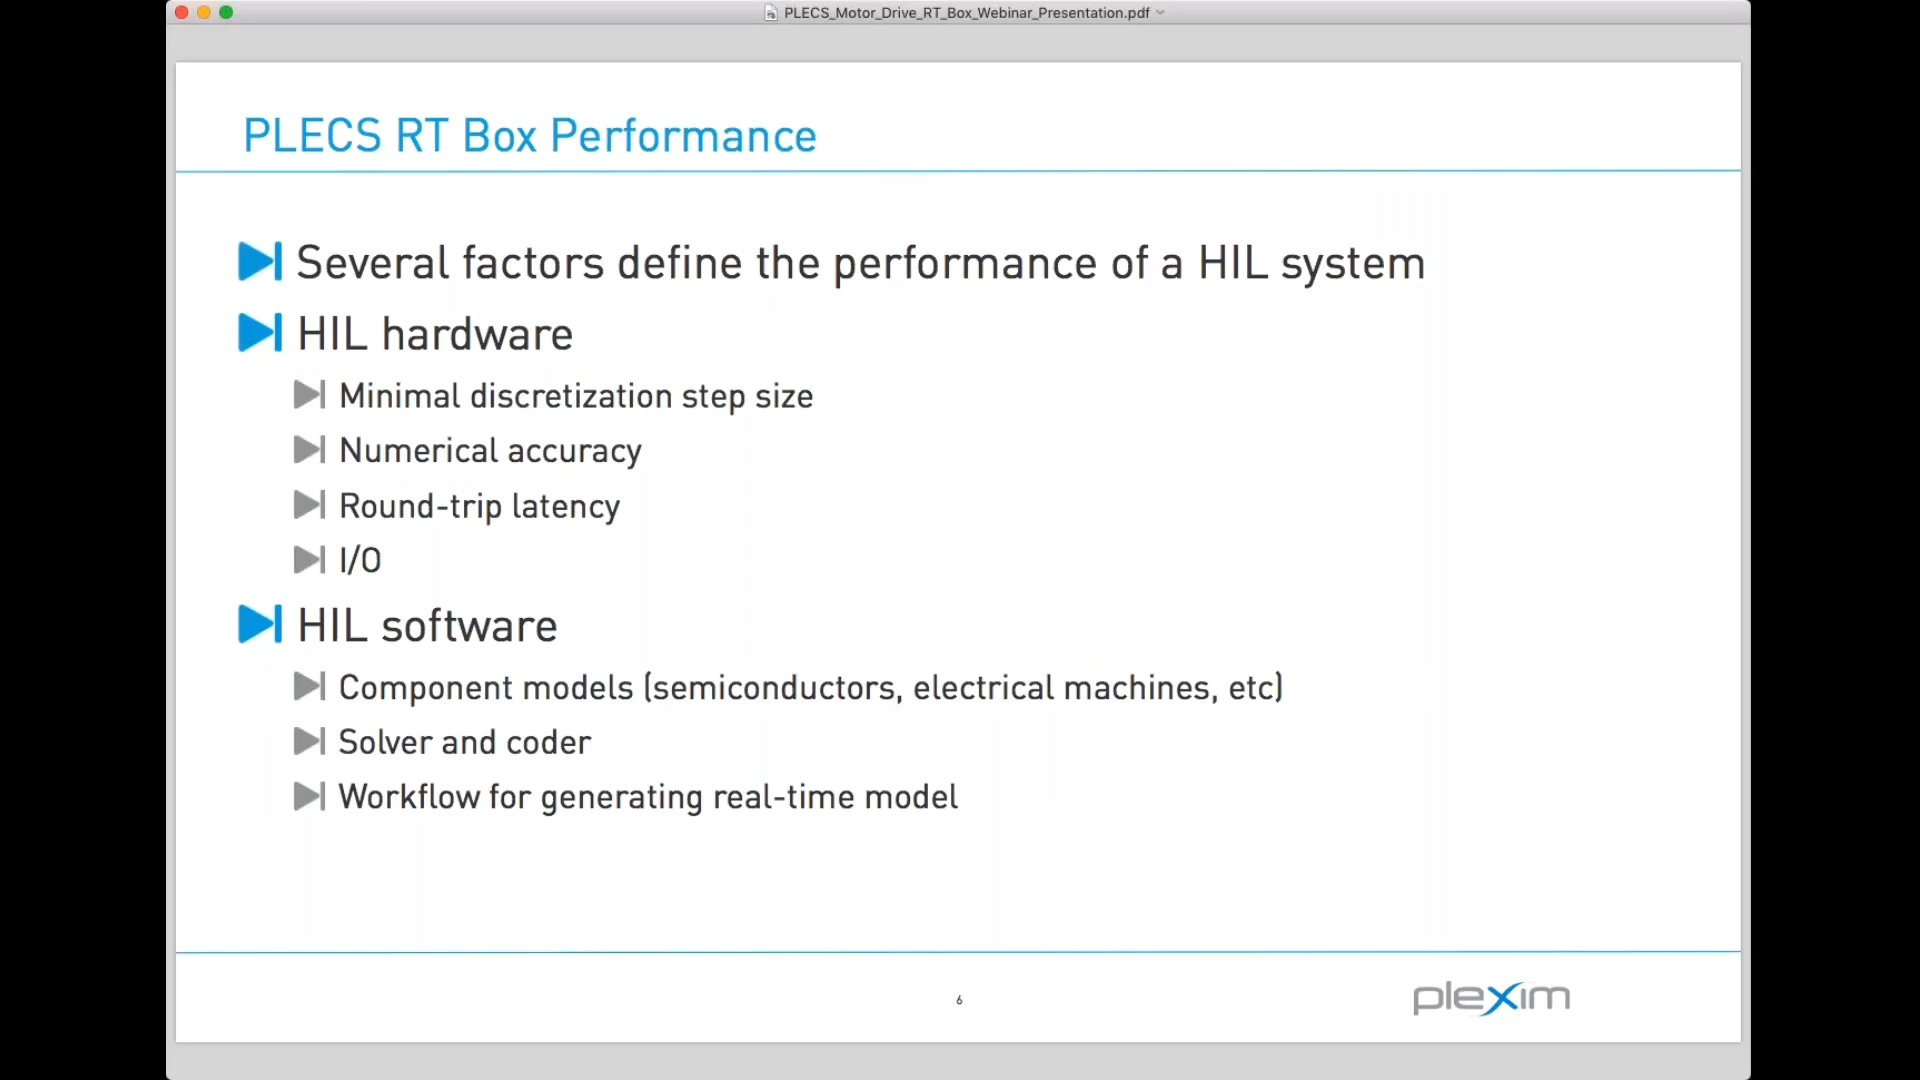 PLECS_Motor_Drive_RT_Box_Webinar_Presentation.pdf
PLECS RT Box Performance
Several factors define the performance of a HIL system
HIL hardware
Minimal discretization step size
Numerical accuracy
Round-trip latency
I/O
HIL software
Component models (semiconductors, electrical machines, etc)
Solver and coder
Workflow for generating real-time model
6
plexim